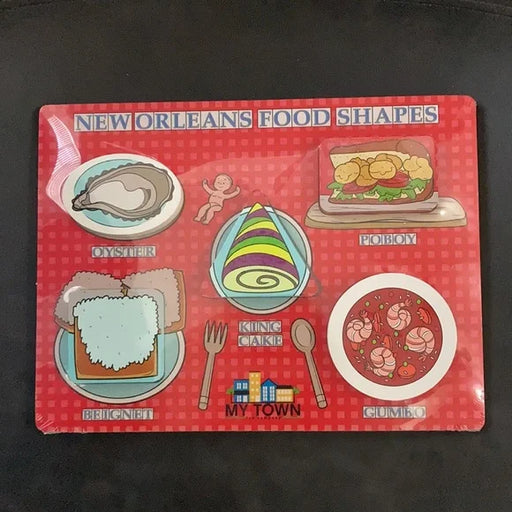 NEW ORLEANS FOOD SHAPES
OYSTER
POBOY
KING
CAKE
BEIGNET
MY TOWN
GUMBO